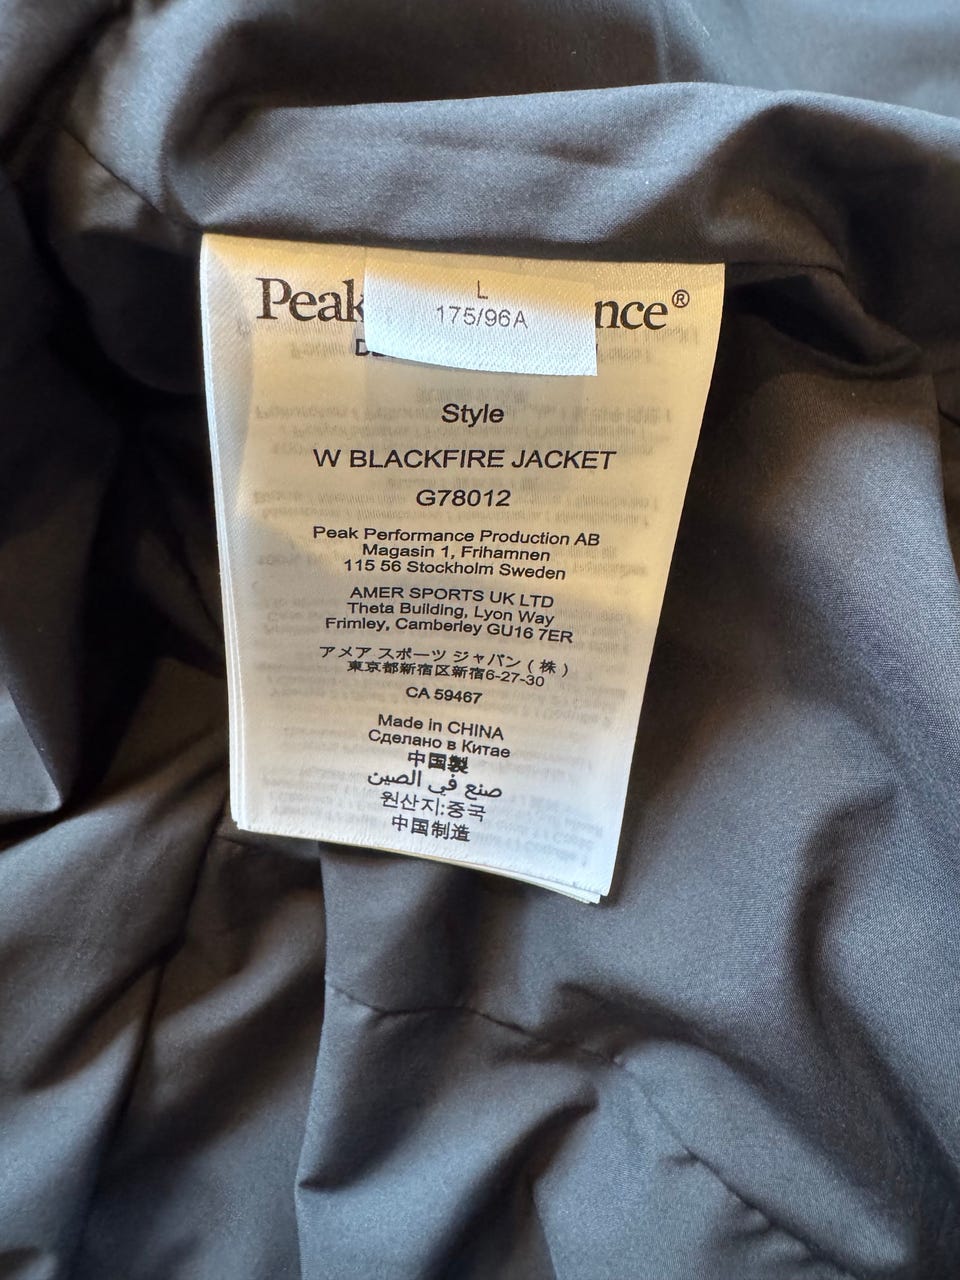 L
175/96A
Peak nce®
Style
W BLACKFIRE JACKET
G78012
Peak Performance Production AB
Magasin 1, Frihamnen
115 56 Stockholm Sweden
AMER SPORTS UK LTD
Theta Building, Lyon Way
Frimley, Camberley GU16 7ER
アメア スポーツ ジャパン ( 株 )
東京都新宿区新宿6-27-30
CA 59467
Made in CHINA
Сделано в Китае
中国製
صنع في الصين
원산지:중국
中国制造